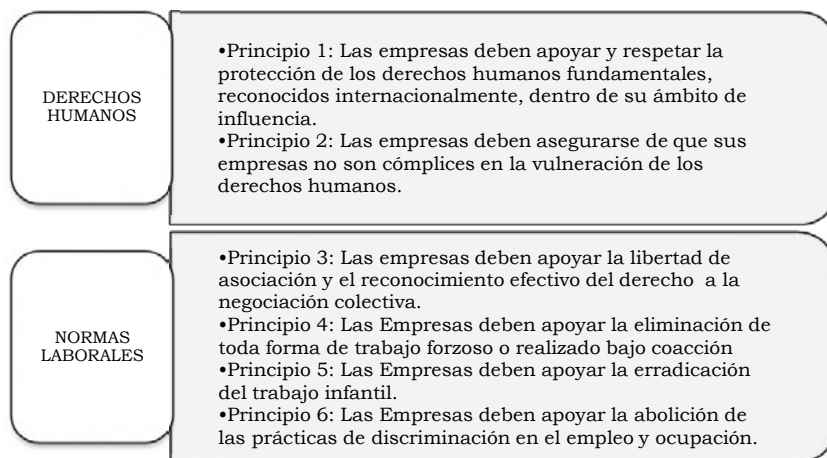 DERECHOS
HUMANOS
•Principio 1: Las empresas deben apoyar y respetar la
protección de los derechos humanos fundamentales,
reconocidos internacionalmente, dentro de su ámbito de
influencia.
•Principio 2: Las empresas deben asegurarse de que sus
empresas no son cómplices en la vulneración de los
derechos humanos.
NORMAS
LABORALES
•Principio 3: Las empresas deben apoyar la libertad de
asociación y el reconocimiento efectivo del derecho a la
negociación colectiva.
•Principio 4: Las Empresas deben apoyar la eliminación de
toda forma de trabajo forzoso o realizado bajo coacción
•Principio 5: Las Empresas deben apoyar la erradicación
del trabajo infantil.
•Principio 6: Las Empresas deben apoyar la abolición de
las prácticas de discriminación en el empleo y ocupación.